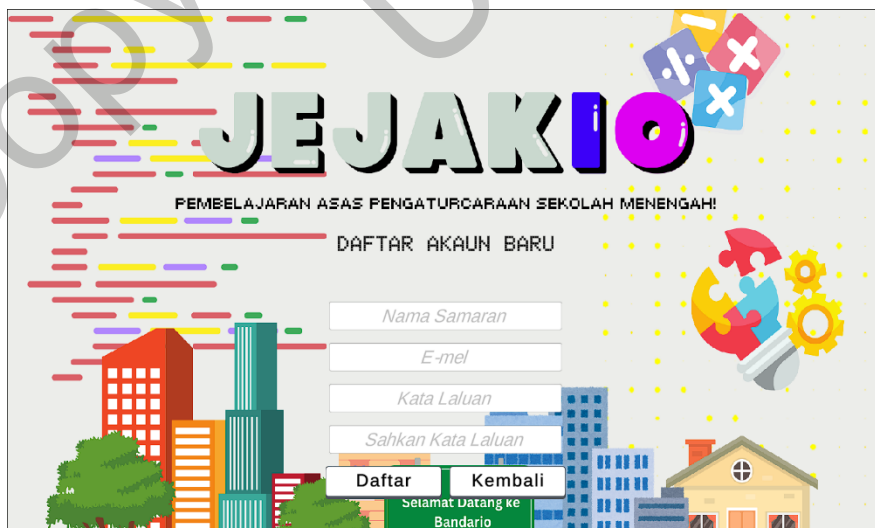 JEJAKIO
PEMBELAJARAN ASAS PENGATURCARAAN SEKOLAH MENENGAH!
DAFTAR AKAUN BARU
Nama Samaran
E-mel
Kata Laluan
Sahkan Kata Laluan
Daftar Kembali
Selamat Datang ke
Bandario